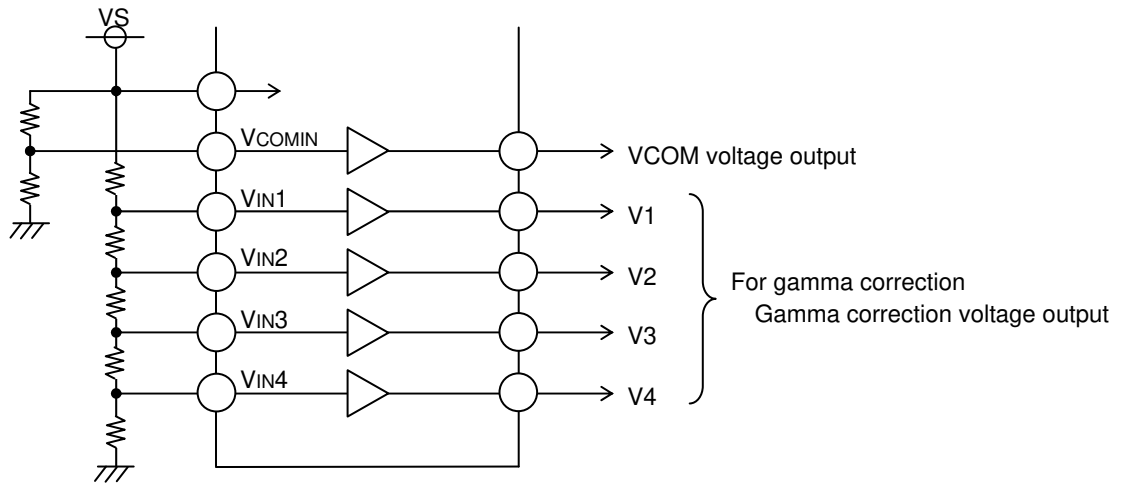 VS
VCOMIN
VCOM voltage output
VIN1
V1
VIN2
V2
For gamma correction
Gamma correction voltage output
VIN3
V3
VIN4
V4